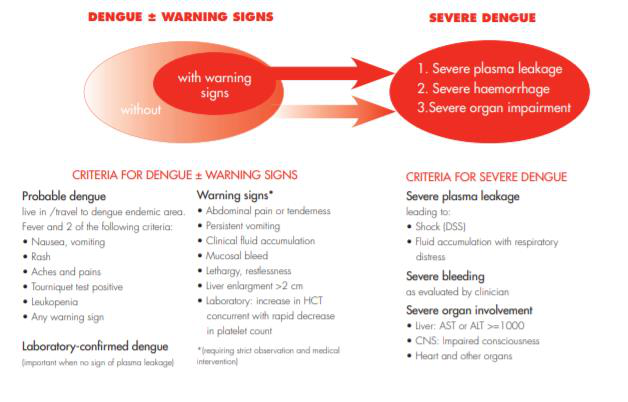 DENGUE ± WARNING SIGNS
SEVERE DENGUE
with warning
signs
without
1. Severe plasma leakage
2. Severe haemorrhage
3.Severe organ impairment
CRITERIA FOR DENGUE ± WARNING SIGNS
Probable dengue
live in /travel to dengue endemic area.
Fever and 2 of the following criteria:
• Nausea, vomiting
• Rash
• Aches and pains
• Tourniquet test positive
• Leukopenia
• Any warning sign
Laboratory-confirmed dengue
(important when no sign of plasma leakage)
Warning signs*
• Abdominal pain or tenderness
• Persistent vomiting
• Clinical fluid accumulation
• Mucosal bleed
• Lethargy, restlessness
• Liver enlargment >2 cm
• Laboratory: increase in HCT
concurrent with rapid decrease
in platelet count
*(requiring strict observation and medical
intervention)
CRITERIA FOR SEVERE DENGUE
Severe plasma leakage
leading to:
• Shock (DSS)
• Fluid accumulation with respiratory
distress
Severe bleeding
as evaluated by clinician
Severe organ involvement
• Liver: AST or ALT >=1000
• CNS: Impaired consciousness
• Heart and other organs